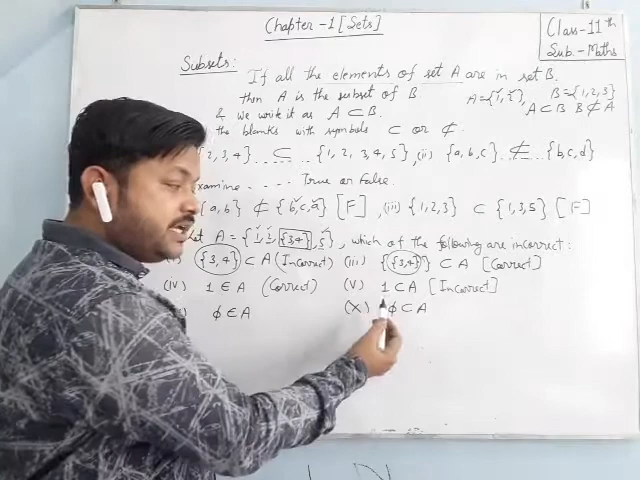 Chapter -1 [Sets]
Class-11th
Sub.- Maths
Subsets:
If all the elements of set A are in set B.
then A is the subset of B
A={1,2}, B={1,2,3}
& we write it as A ⊂ B.
A⊂B B⊄A
the blanks with symbols ⊂ or ⊄.
2,3,4} ...... ⊂ ...... {1, 2, 3, 4, 5}, (ii) {a,b,c} ...⊄... {b,c,d}
xamine - - - - True or False.
{a,b} ⊄ {b,c,a} [F] , (iii) {1,2,3} ⊂ {1,3,5} [F]
A = {1,2,{3,4},5}, which of the following are incorrect:
{3,4} ⊂ A (Incorrect) (iii) {{3,4}} ⊂ A [Correct]
(iv) 1 ∈ A (Correct) (v) 1 ⊂ A [Incorrect]
ϕ ∈ A (x) ϕ ⊂ A